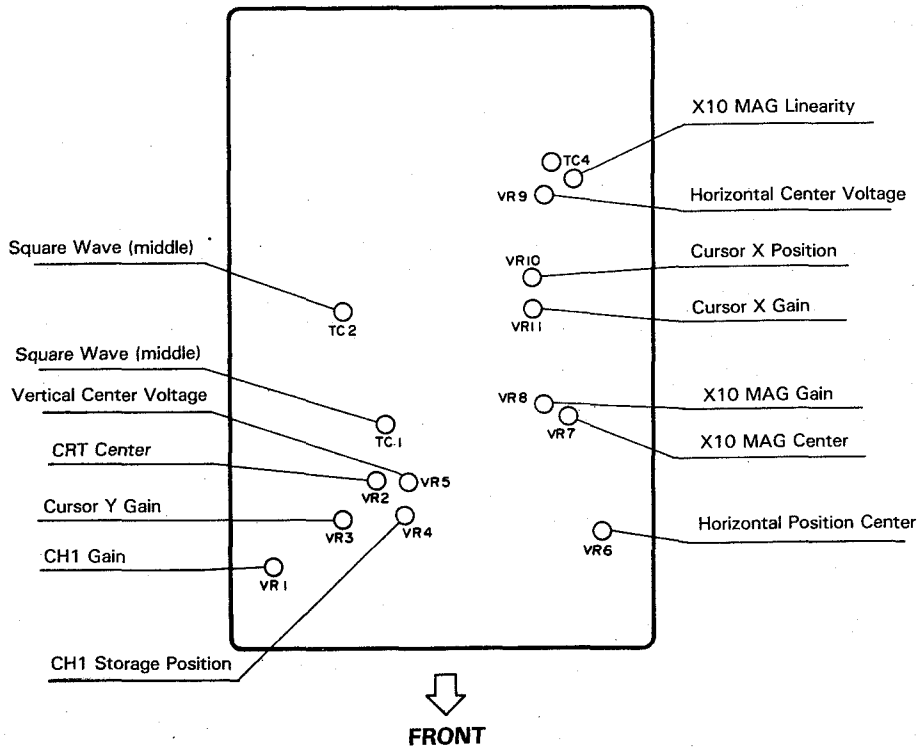 X10 MAG Linearity
TC4
VR9
Horizontal Center Voltage
Square Wave (middle)
VR10
Cursor X Position
TC2
VR11
Cursor X Gain
Square Wave (middle)
Vertical Center Voltage
VR8
X10 MAG Gain
TC1
VR7
X10 MAG Center
CRT Center
VR2
VR5
Cursor Y Gain
VR3
VR4
Horizontal Position Center
VR6
CH1 Gain
VR1
CH1 Storage Position
FRONT